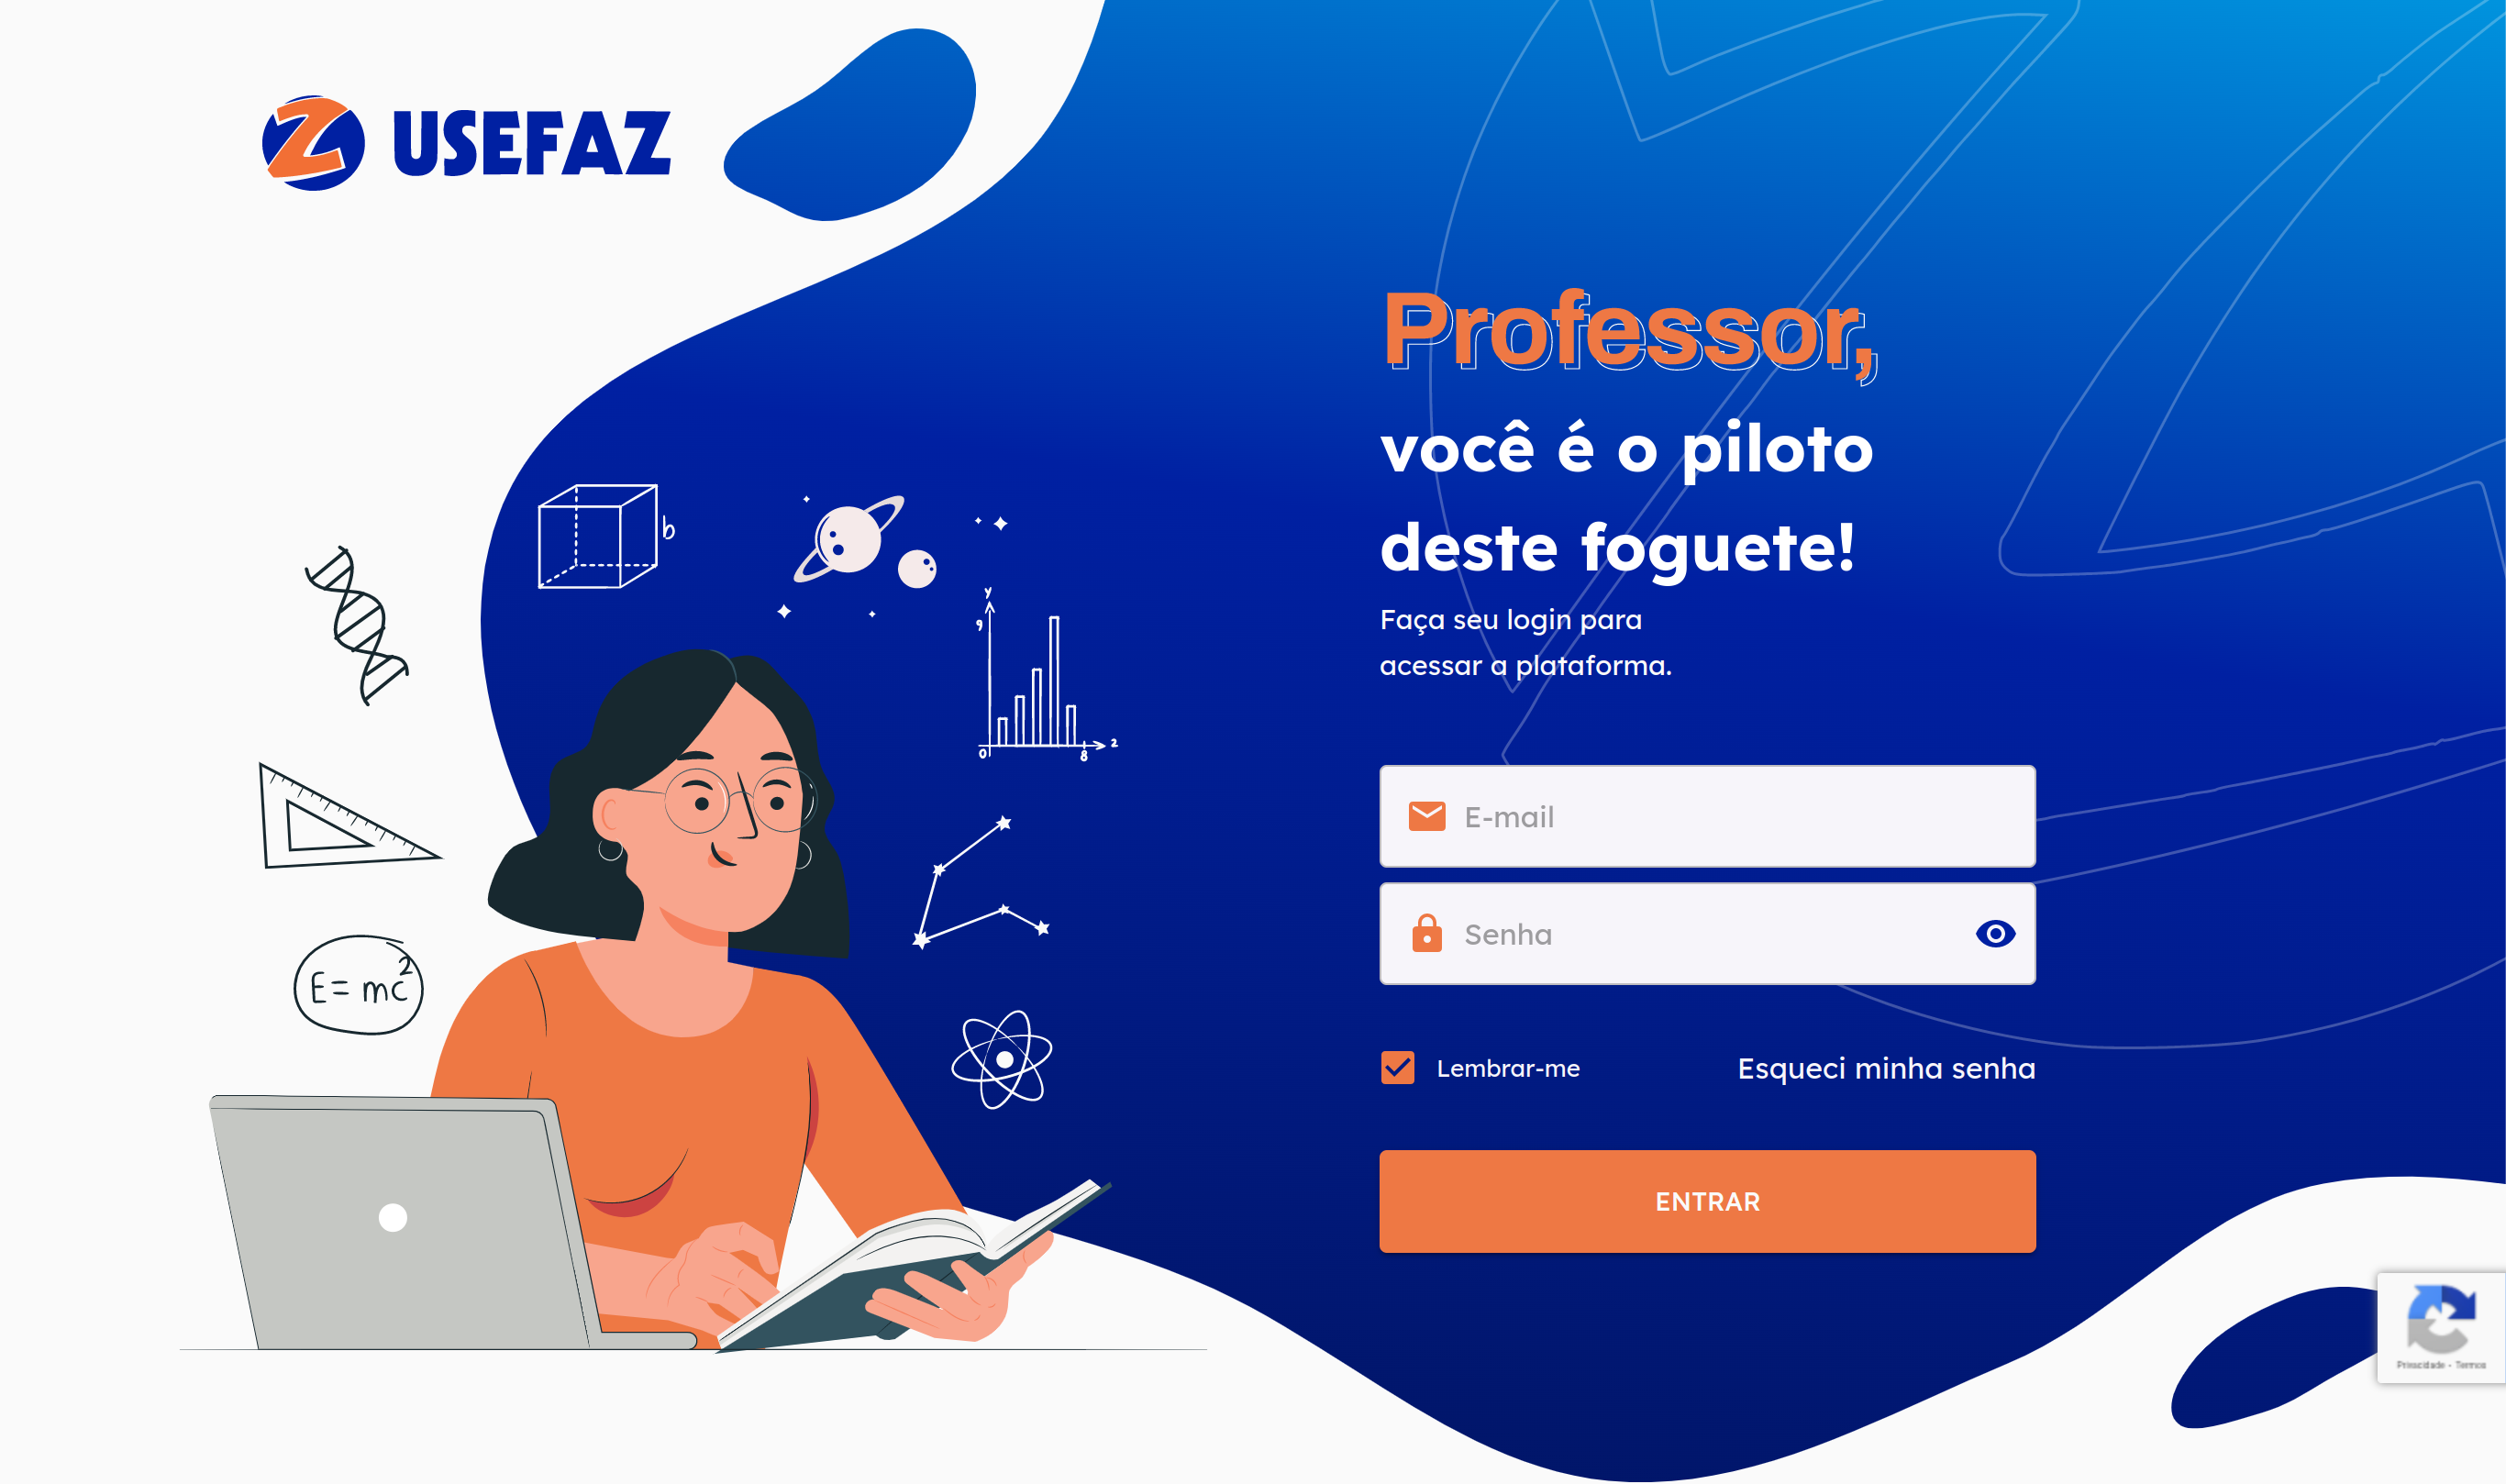 USEFAZ
Professor,
você é o piloto
deste foguete!
Faça seu login para
acessar a plataforma.
E-mail
Senha
Lembrar-me
Esqueci minha senha
ENTRAR
b
y
9
0
8
2
E = mc²
Privacidade - Termos